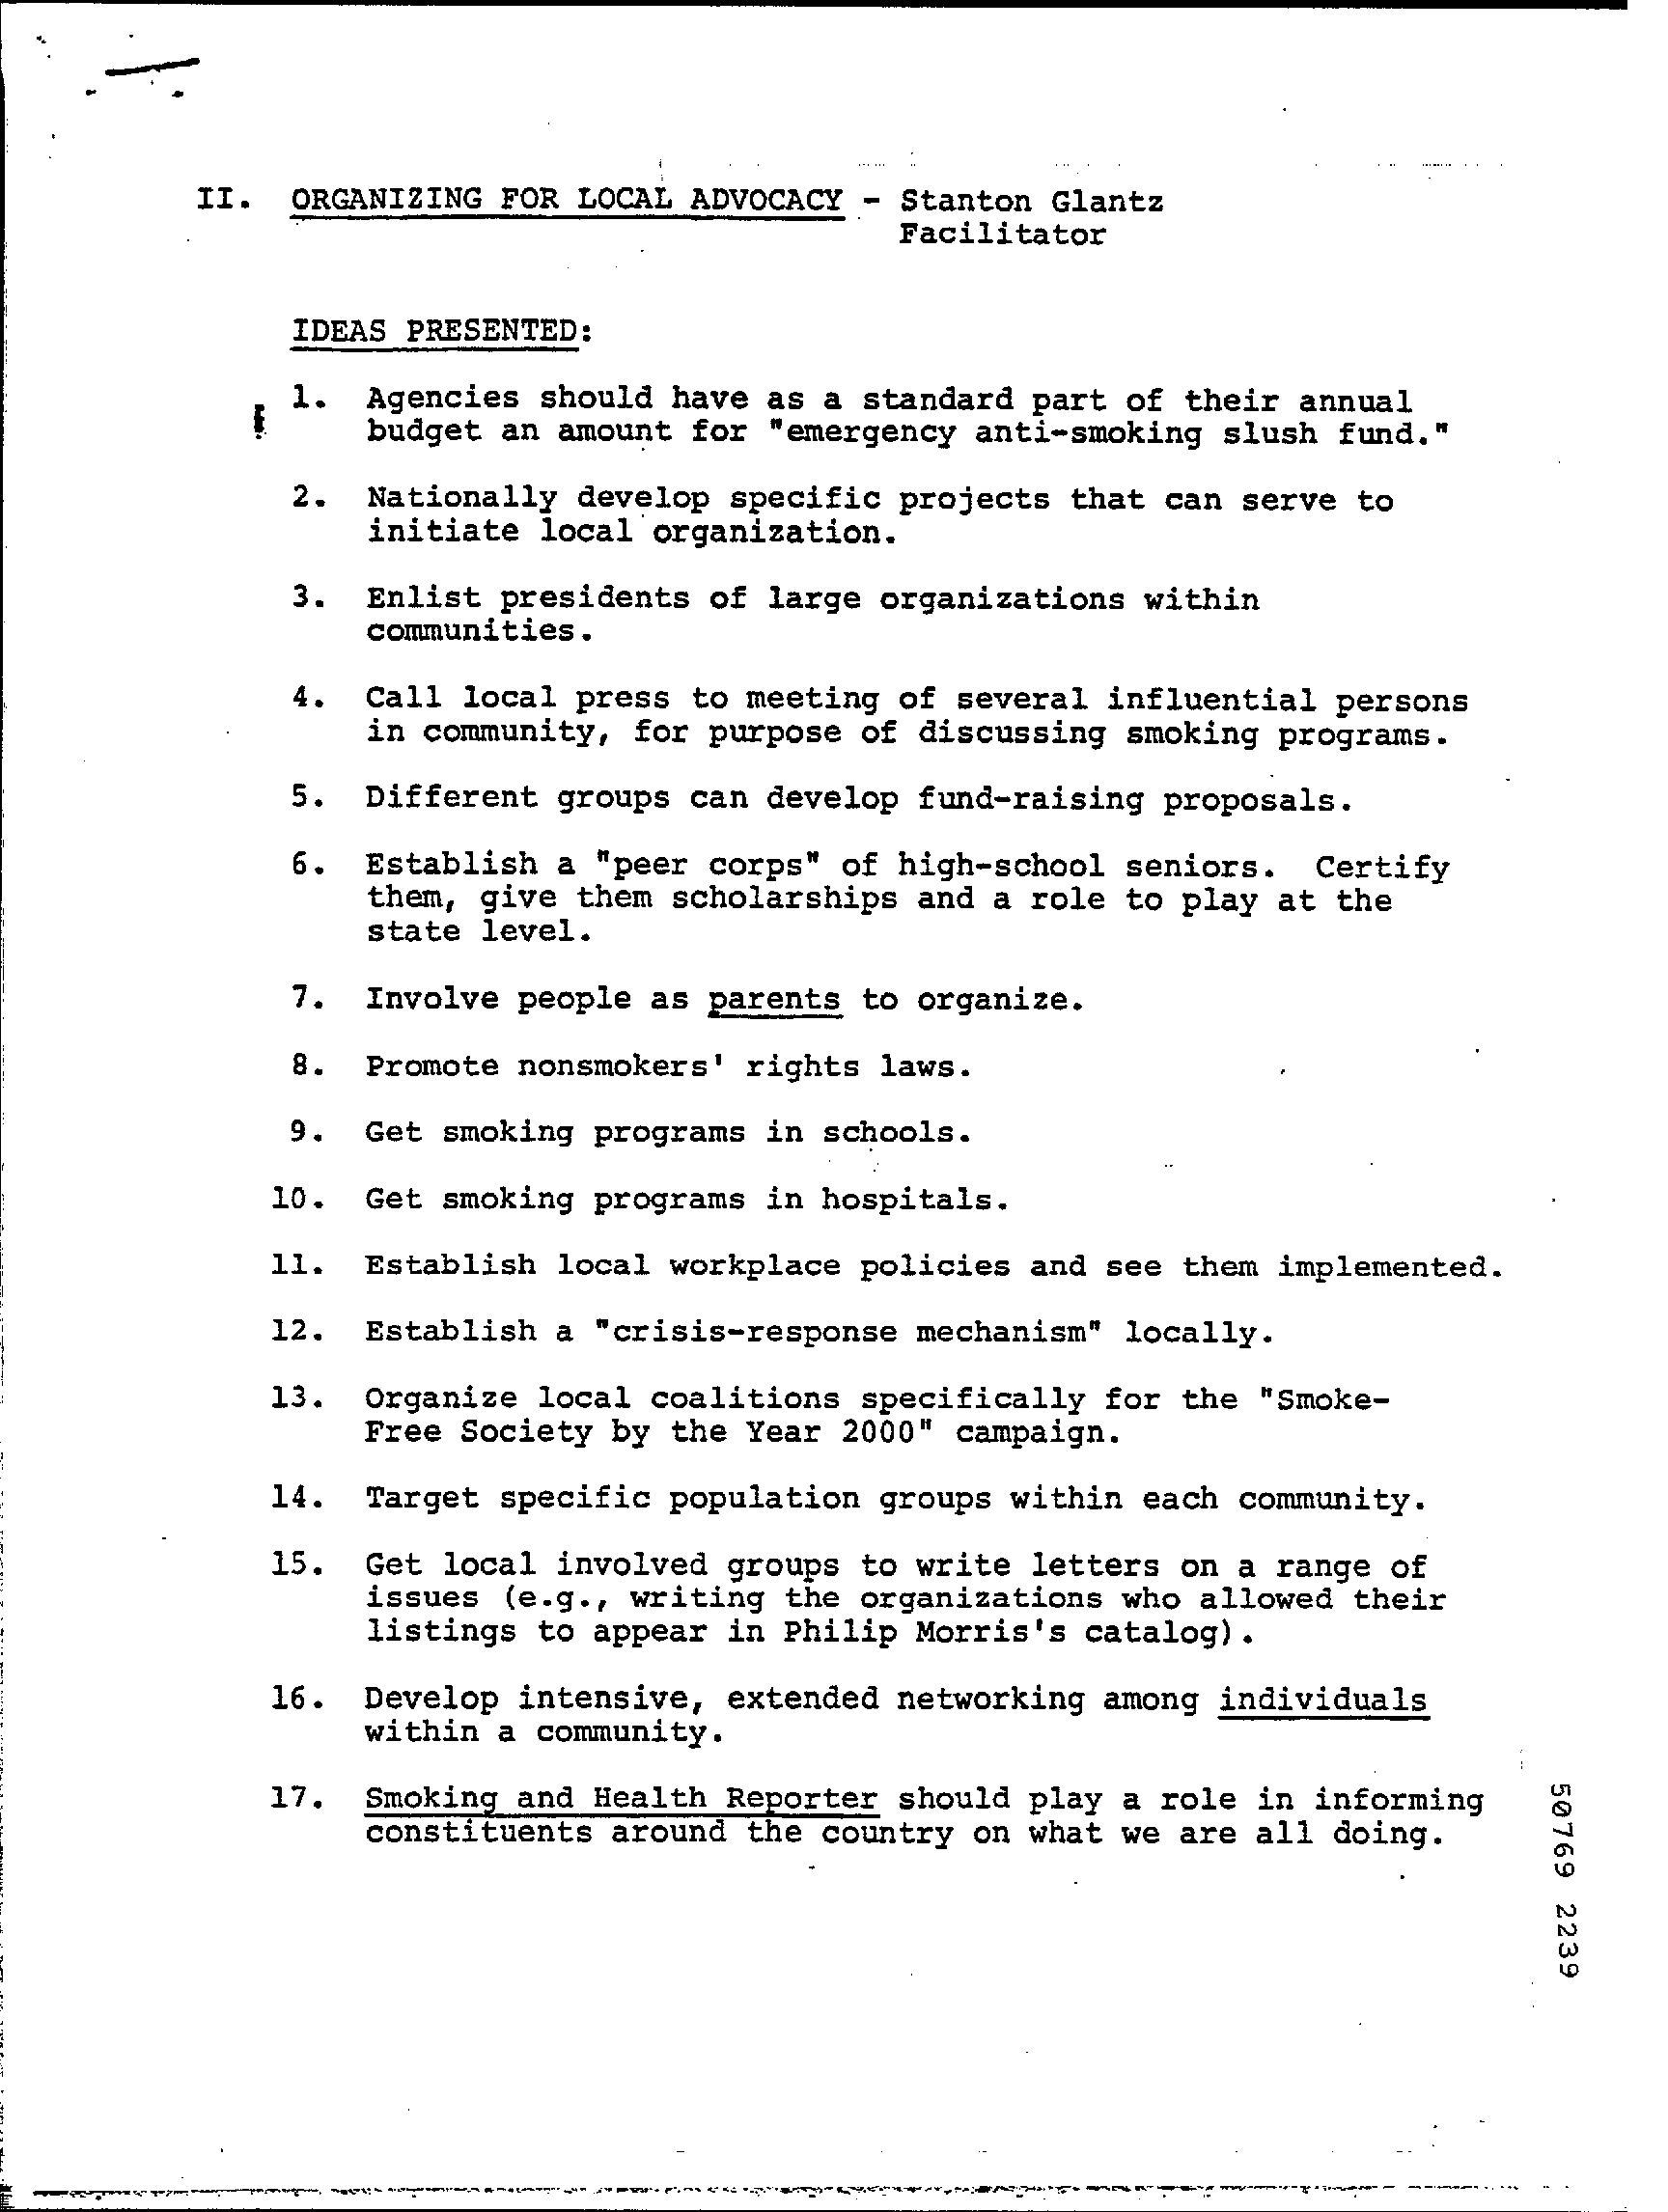 II. ORGANIZING FOR LOCAL ADVOCACY - Stanton Glantz
Facilitator
IDEAS PRESENTED:
1. Agencies should have as a standard part of their annual
budget an amount for "emergency anti-smoking slush fund."
2. Nationally develop specific projects that can serve to
initiate local organization.
3. Enlist presidents of large organizations within
communities.
4. Call local press to meeting of several influential persons
in community, for purpose of discussing smoking programs.
5. Different groups can develop fund-raising proposals.
6. Establish a "peer corps" of high-school seniors. Certify
them, give them scholarships and a role to play at the
state level.
7. Involve people as parents to organize.
8. Promote nonsmokers' rights laws.
9. Get smoking programs in schools.
10. Get smoking programs in hospitals.
11. Establish local workplace policies and see them implemented.
12. Establish a "crisis-response mechanism" locally.
13. Organize local coalitions specifically for the "Smoke-
Free Society by the Year 2000" campaign.
14. Target specific population groups within each community.
15. Get local involved groups to write letters on a range of
issues (e.g., writing the organizations who allowed their
listings to appear in Philip Morris's catalog).
16. Develop intensive, extended networking among individuals
within a community.
17. Smoking and Health Reporter should play a role in informing
constituents around the country on what we are all doing.
50769 2239